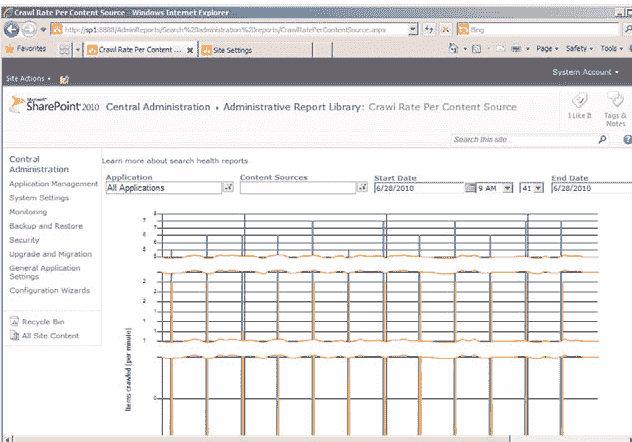 Crawl Rate Per Content Source - Windows Internet Explorer
http://sp1:8888/AdminReports/Search%20administration%20reports/CrawlRatePerContentSource.aspx
Bing
Favorites
Crawl Rate Per Content ...
Site Settings
Page
Safety
Tools
System Account
Site Actions
Microsoft
SharePoint 2010
Central Administration
Administrative Report Library: Crawl Rate Per Content Source
I Like It
Tags & Notes
Search this site...
Central Administration
Application Management
System Settings
Monitoring
Backup and Restore
Security
Upgrade and Migration
General Application Settings
Configuration Wizards
Recycle Bin
All Site Content
Learn more about search health reports
Application
Content Sources
Start Date
End Date
All Applications
6/28/2010
9 AM
41
6/28/2010
Items crawled (per minute)